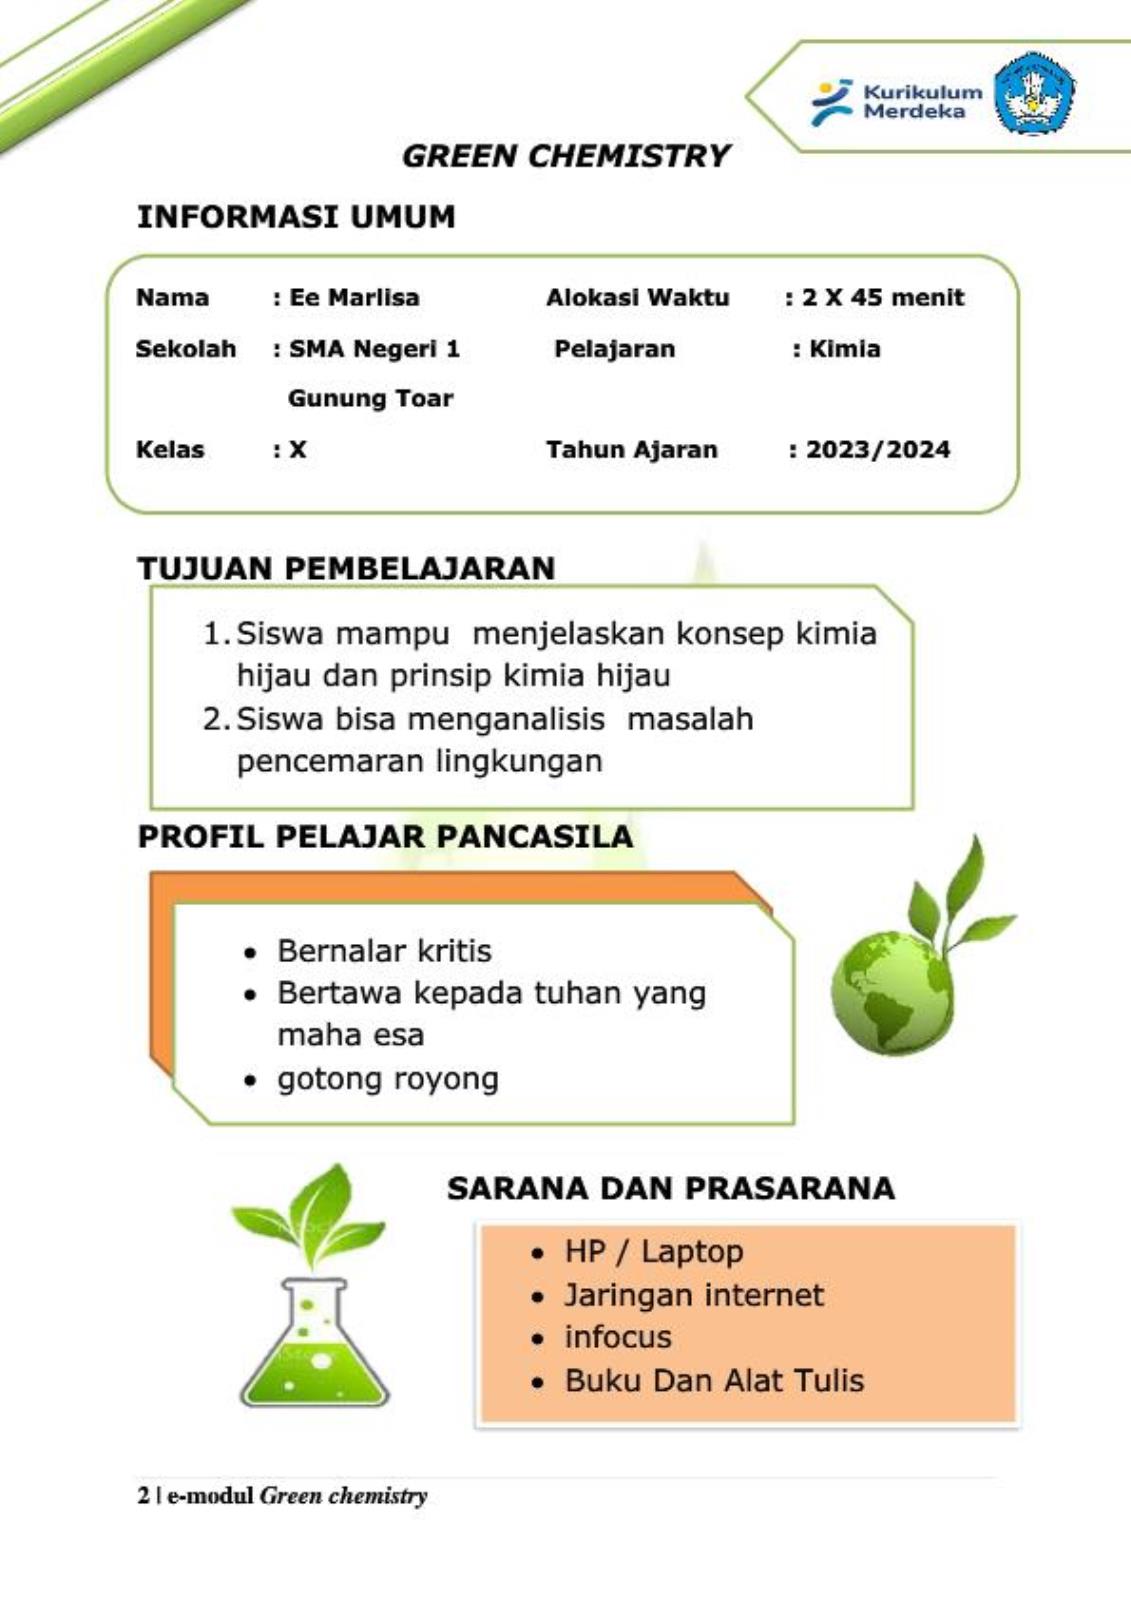 Kurikulum
Merdeka
GREEN CHEMISTRY
INFORMASI UMUM
Nama : Ee Marlisa Alokasi Waktu : 2 X 45 menit
Sekolah : SMA Negeri 1 Pelajaran : Kimia
Gunung Toar
Kelas : X Tahun Ajaran : 2023/2024
TUJUAN PEMBELAJARAN
1. Siswa mampu menjelaskan konsep kimia
hijau dan prinsip kimia hijau
2. Siswa bisa menganalisis masalah
pencemaran lingkungan
PROFIL PELAJAR PANCASILA
• Bernalar kritis
• Bertawa kepada tuhan yang
maha esa
• gotong royong
SARANA DAN PRASARANA
• HP / Laptop
• Jaringan internet
• infocus
• Buku Dan Alat Tulis
2 | e-modul Green chemistry